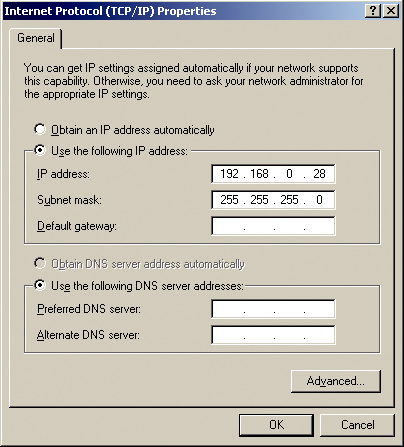 Internet Protocol (TCP/IP) Properties
General
You can get IP settings assigned automatically if your network supports
this capability. Otherwise, you need to ask your network administrator for
the appropriate IP settings.
Obtain an IP address automatically
Use the following IP address:
IP address: 192 . 168 . 0 . 28
Subnet mask: 255 . 255 . 255 . 0
Default gateway: . . .
Obtain DNS server address automatically
Use the following DNS server addresses:
Preferred DNS server: . . .
Alternate DNS server: . . .
Advanced...
OK Cancel